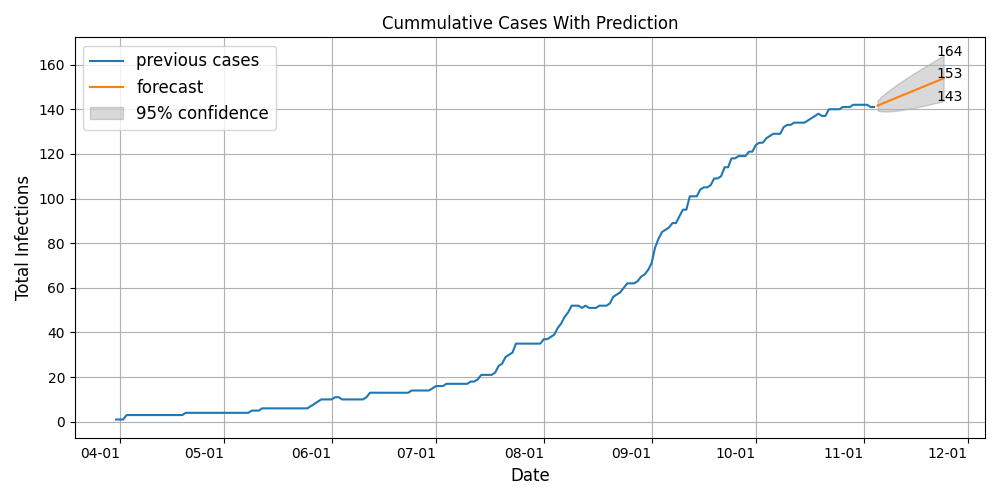 Cummulative Cases With Prediction
previous cases
forecast
95% confidence
164
153
143
Total Infections
160
140
120
100
80
60
40
20
0
04-01 05-01 06-01 07-01 08-01 09-01 10-01 11-01 12-01
Date